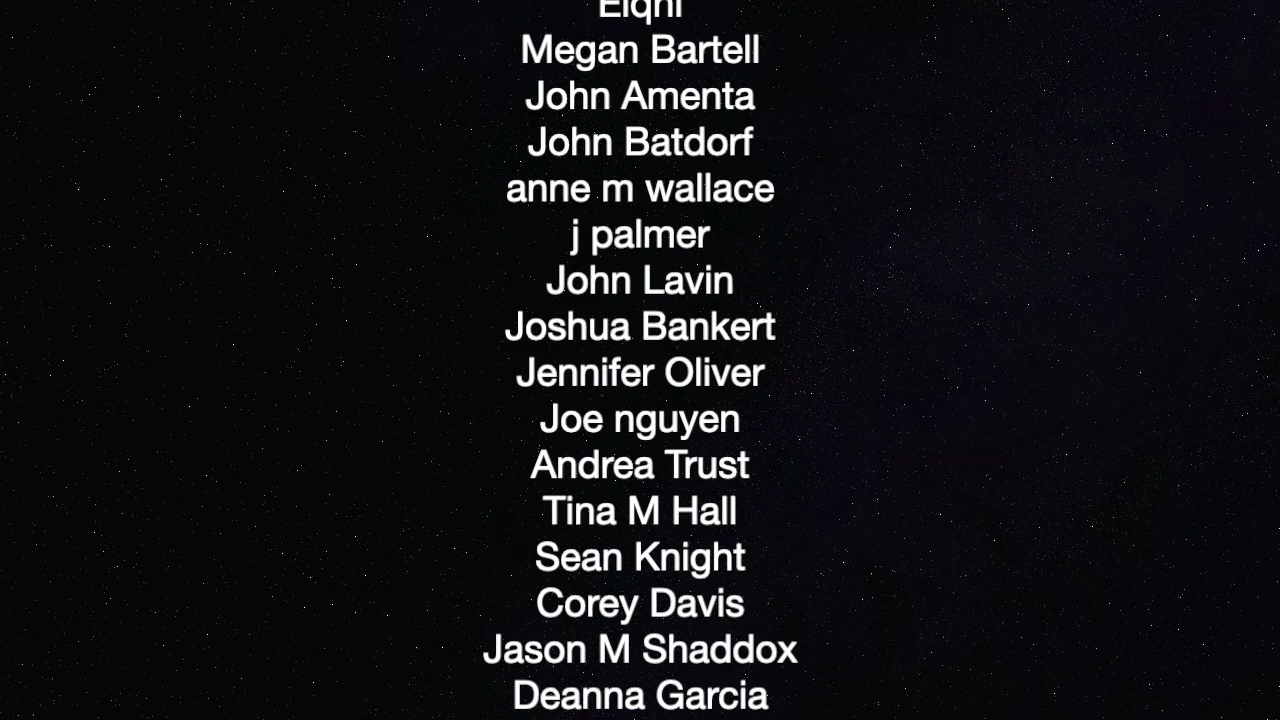 Megan Bartell
John Amenta
John Batdorf
anne m wallace
j palmer
John Lavin
Joshua Bankert
Jennifer Oliver
Joe nguyen
Andrea Trust
Tina M Hall
Sean Knight
Corey Davis
Jason M Shaddox
Deanna Garcia